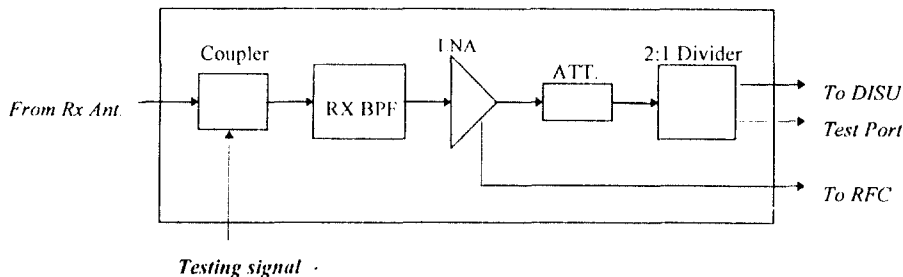 Coupler
LNA
2:1 Divider
ATT.
From Rx Ant.
RX BPF
To DISU
Test Port
To RFC
Testing signal